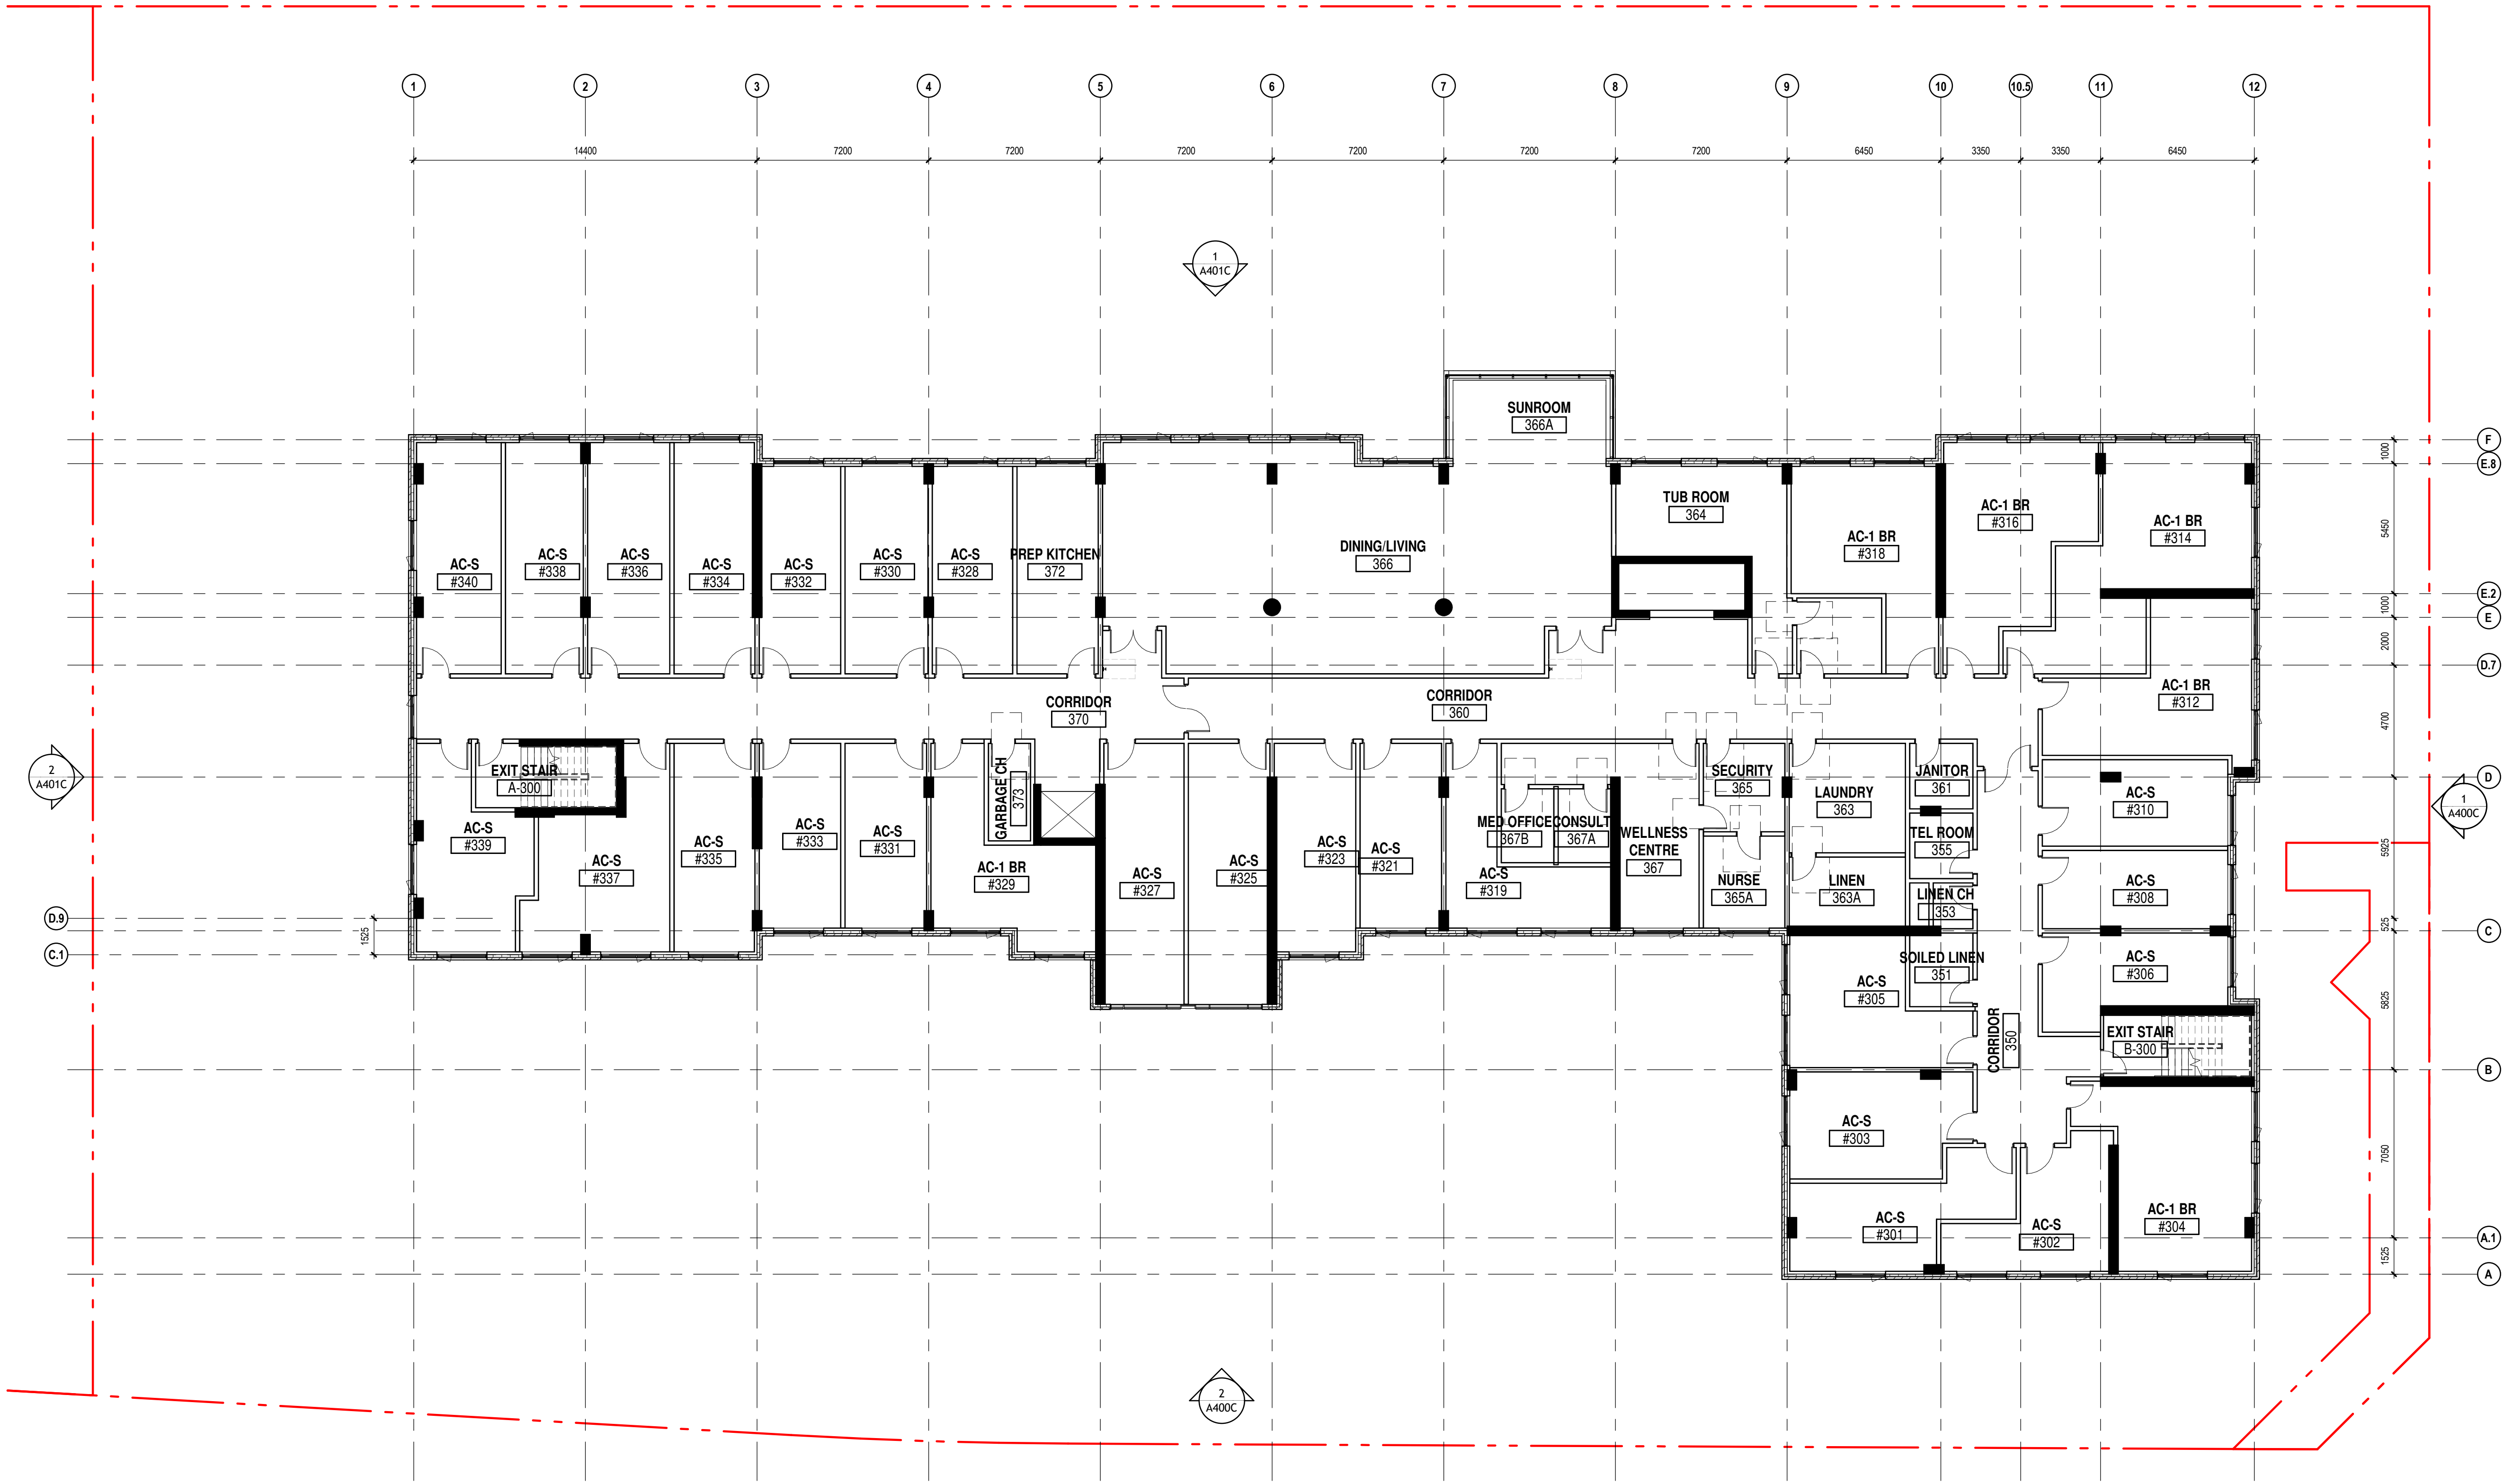 1
2
3
4
5
6
7
8
9
10
10.5
11
12
14400
7200
7200
7200
7200
7200
7200
6450
3350
3350
6450
1
A401C
SUNROOM
366A
F
E.8
1000
TUB ROOM
364
AC-1 BR
#316
AC-1 BR
#314
5450
AC-1 BR
#318
DINING/LIVING
366
AC-S
#340
AC-S
#338
AC-S
#336
AC-S
#334
AC-S
#332
AC-S
#330
AC-S
#328
PREP KITCHEN
372
E.2
1000
E
2000
D.7
CORRIDOR
370
CORRIDOR
360
AC-1 BR
#312
4700
2
A401C
EXIT STAIR
A-300
GARBAGE CH
373
SECURITY
365
JANITOR
361
LAUNDRY
363
AC-S
#310
D
1
A400C
AC-S
#339
AC-S
#337
AC-S
#335
AC-S
#333
AC-S
#331
AC-1 BR
#329
AC-S
#327
AC-S
#325
AC-S
#323
AC-S
#321
AC-S
#319
MED OFFICE
367B
CONSULT
367A
WELLNESS
CENTRE
367
TEL ROOM
355
NURSE
365A
LINEN
363A
LINEN CH
353
AC-S
#308
5925
D.9
1525
C.1
525
C
SOILED LINEN
351
AC-S
#305
AC-S
#306
5825
CORRIDOR
350
EXIT STAIR
B-300
B
AC-S
#303
7050
AC-S
#301
AC-S
#302
AC-1 BR
#304
A.1
1525
A
2
A400C